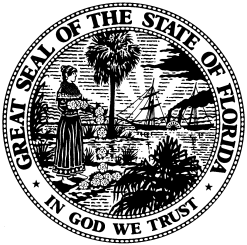 GREAT SEAL OF THE STATE OF FLORIDA
IN GOD WE TRUST